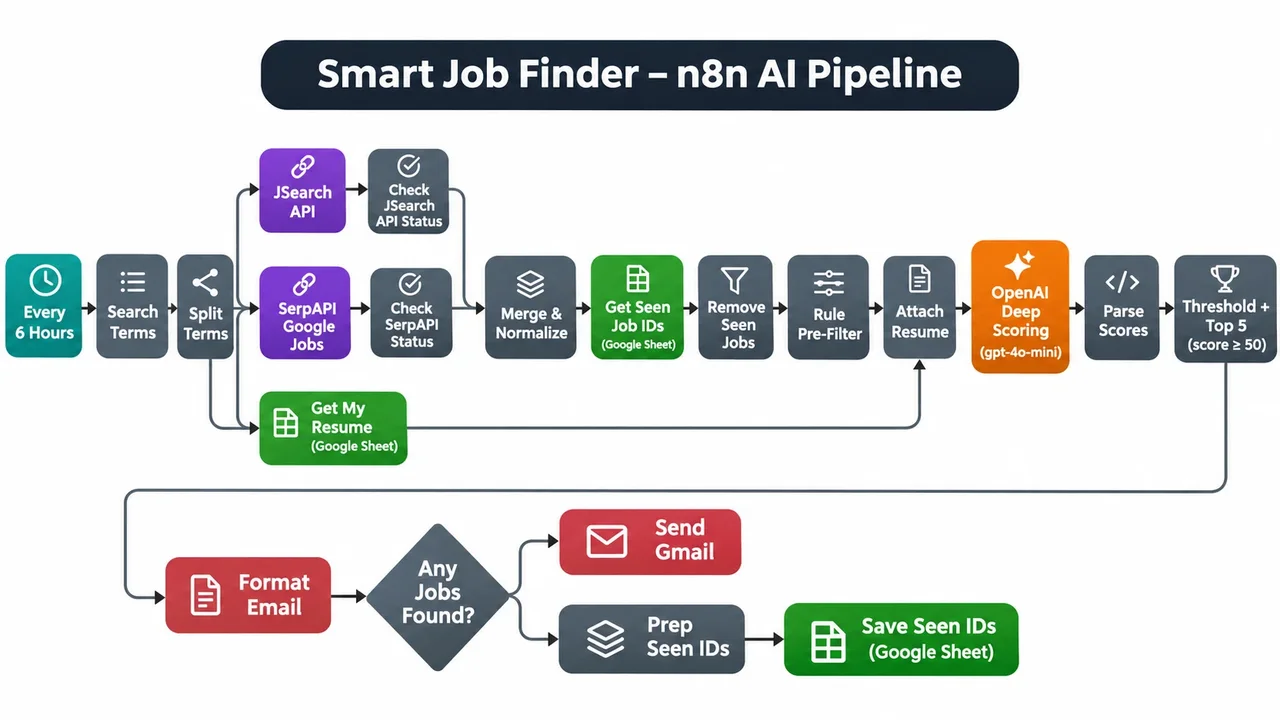 Smart Job Finder – n8n AI Pipeline
JSearch
API
Check
JSearch
API Status
Every
6 Hours
Search
Terms
Split
Terms
SerpAPI
Google
Jobs
Check
SerpAPI
Status
Merge &
Normalize
Get Seen
Job IDs
(Google Sheet)
Remove
Seen
Jobs
Rule
Pre-Filter
Attach
Resume
OpenAI
Deep
Scoring
(gpt-4o-mini)
Parse
Scores
Threshold +
Top 5
(score ≥ 50)
Get My
Resume
(Google Sheet)
Format
Email
Any
Jobs
Found?
Send
Gmail
Prep
Seen IDs
Save Seen IDs
(Google Sheet)